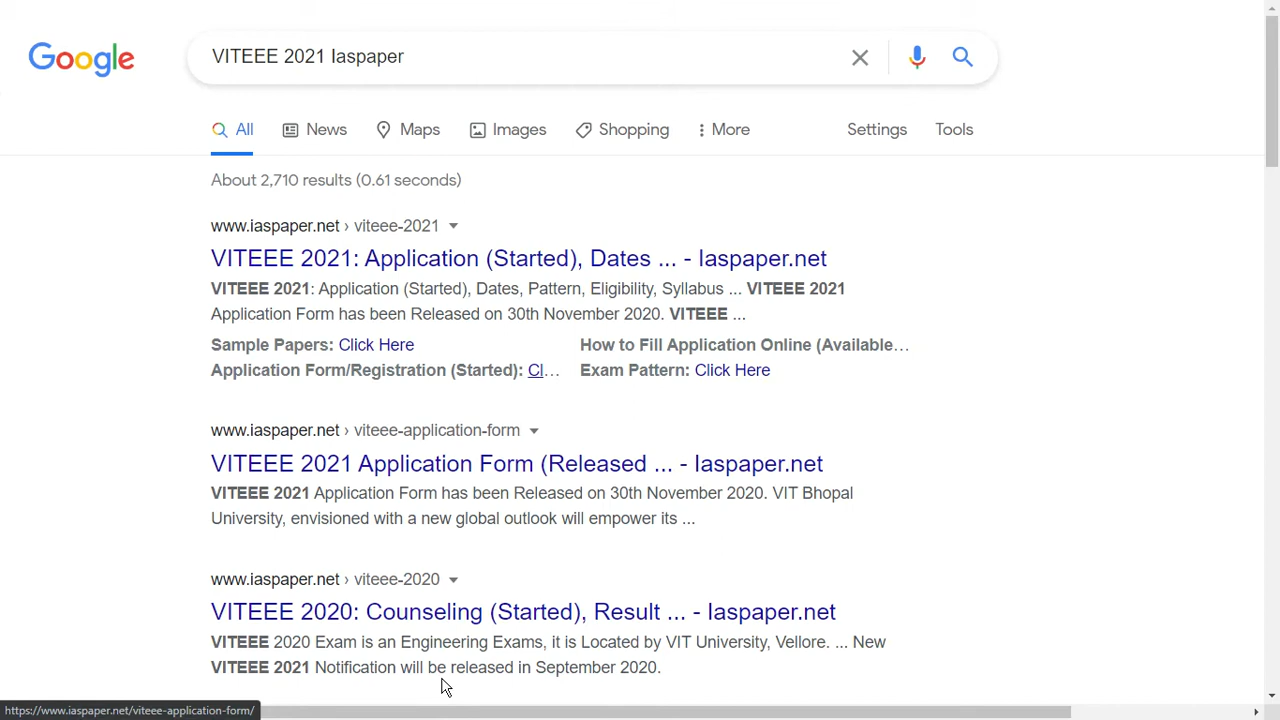 Google
VITEEE 2021 Iaspaper
All News Maps Images Shopping More Settings Tools
About 2,710 results (0.61 seconds)
www.iaspaper.net › viteee-2021
VITEEE 2021: Application (Started), Dates ... - Iaspaper.net
VITEEE 2021: Application (Started), Dates, Pattern, Eligibility, Syllabus ... VITEEE 2021
Application Form has been Released on 30th November 2020. VITEEE ...
Sample Papers: Click Here How to Fill Application Online (Available...
Application Form/Registration (Started): Cl... Exam Pattern: Click Here
www.iaspaper.net › viteee-application-form
VITEEE 2021 Application Form (Released ... - Iaspaper.net
VITEEE 2021 Application Form has been Released on 30th November 2020. VIT Bhopal
University, envisioned with a new global outlook will empower its ...
www.iaspaper.net › viteee-2020
VITEEE 2020: Counseling (Started), Result ... - Iaspaper.net
VITEEE 2020 Exam is an Engineering Exams, it is Located by VIT University, Vellore. ... New
VITEEE 2021 Notification will be released in September 2020.
https://www.iaspaper.net/viteee-application-form/